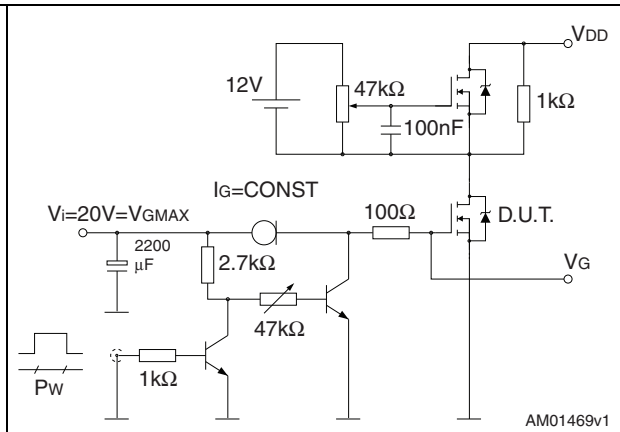 VDD
12V
47kΩ
1kΩ
100nF
IG=CONST
Vi=20V=VGMAX
100Ω
D.U.T.
2200
μF
2.7kΩ
VG
47kΩ
1kΩ
PW
AM01469v1